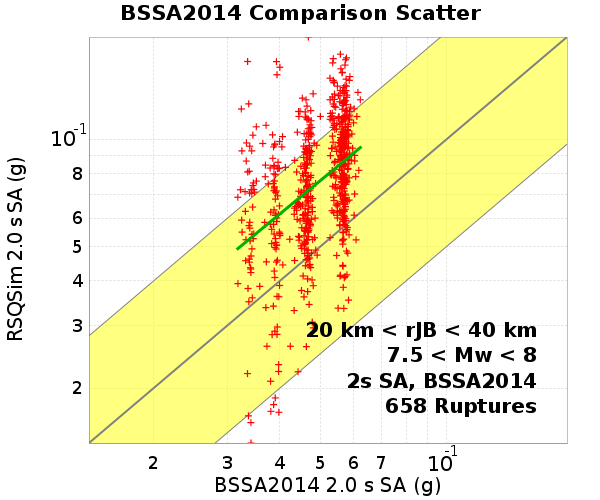 BSSA2014 Comparison Scatter
RSQSim 2.0 s SA (g)
10-1
8
6
5
4
3
2
20 km < rJB < 40 km
7.5 < Mw < 8
2s SA, BSSA2014
658 Ruptures
2 3 4 5 6 7 10-1
BSSA2014 2.0 s SA (g)